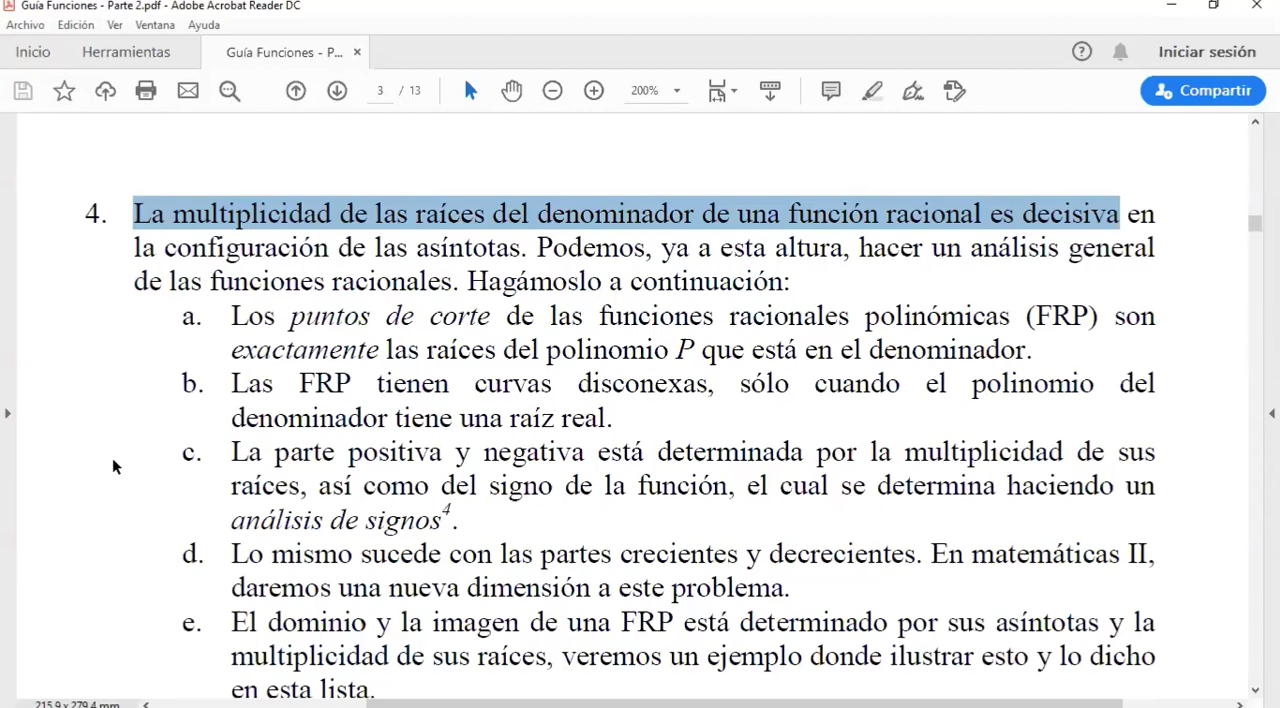 Guía Funciones - Parte 2.pdf - Adobe Acrobat Reader DC
Archivo Edición Ver Ventana Ayuda
Inicio Herramientas Guía Funciones - P... × Iniciar sesión
3 / 13 200% Compartir
4. La multiplicidad de las raíces del denominador de una función racional es decisiva en
la configuración de las asíntotas. Podemos, ya a esta altura, hacer un análisis general
de las funciones racionales. Hagámoslo a continuación:
a. Los puntos de corte de las funciones racionales polinómicas (FRP) son
exactamente las raíces del polinomio P que está en el denominador.
b. Las FRP tienen curvas disconexas, sólo cuando el polinomio del
denominador tiene una raíz real.
c. La parte positiva y negativa está determinada por la multiplicidad de sus
raíces, así como del signo de la función, el cual se determina haciendo un
análisis de signos⁴.
d. Lo mismo sucede con las partes crecientes y decrecientes. En matemáticas II,
daremos una nueva dimensión a este problema.
e. El dominio y la imagen de una FRP está determinado por sus asíntotas y la
multiplicidad de sus raíces, veremos un ejemplo donde ilustrar esto y lo dicho
en esta lista.
215.9 x 279.4 mm